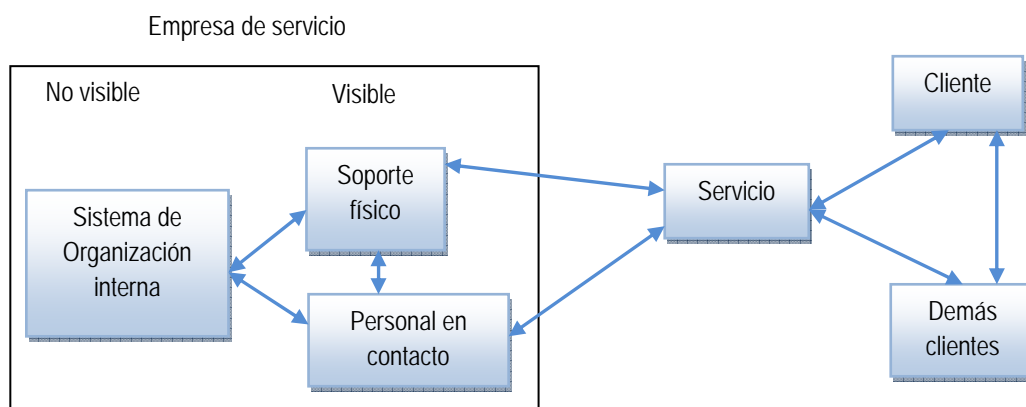 Empresa de servicio
No visible
Visible
Cliente
Soporte
físico
Servicio
Sistema de
Organización
interna
Personal en
contacto
Demás
clientes